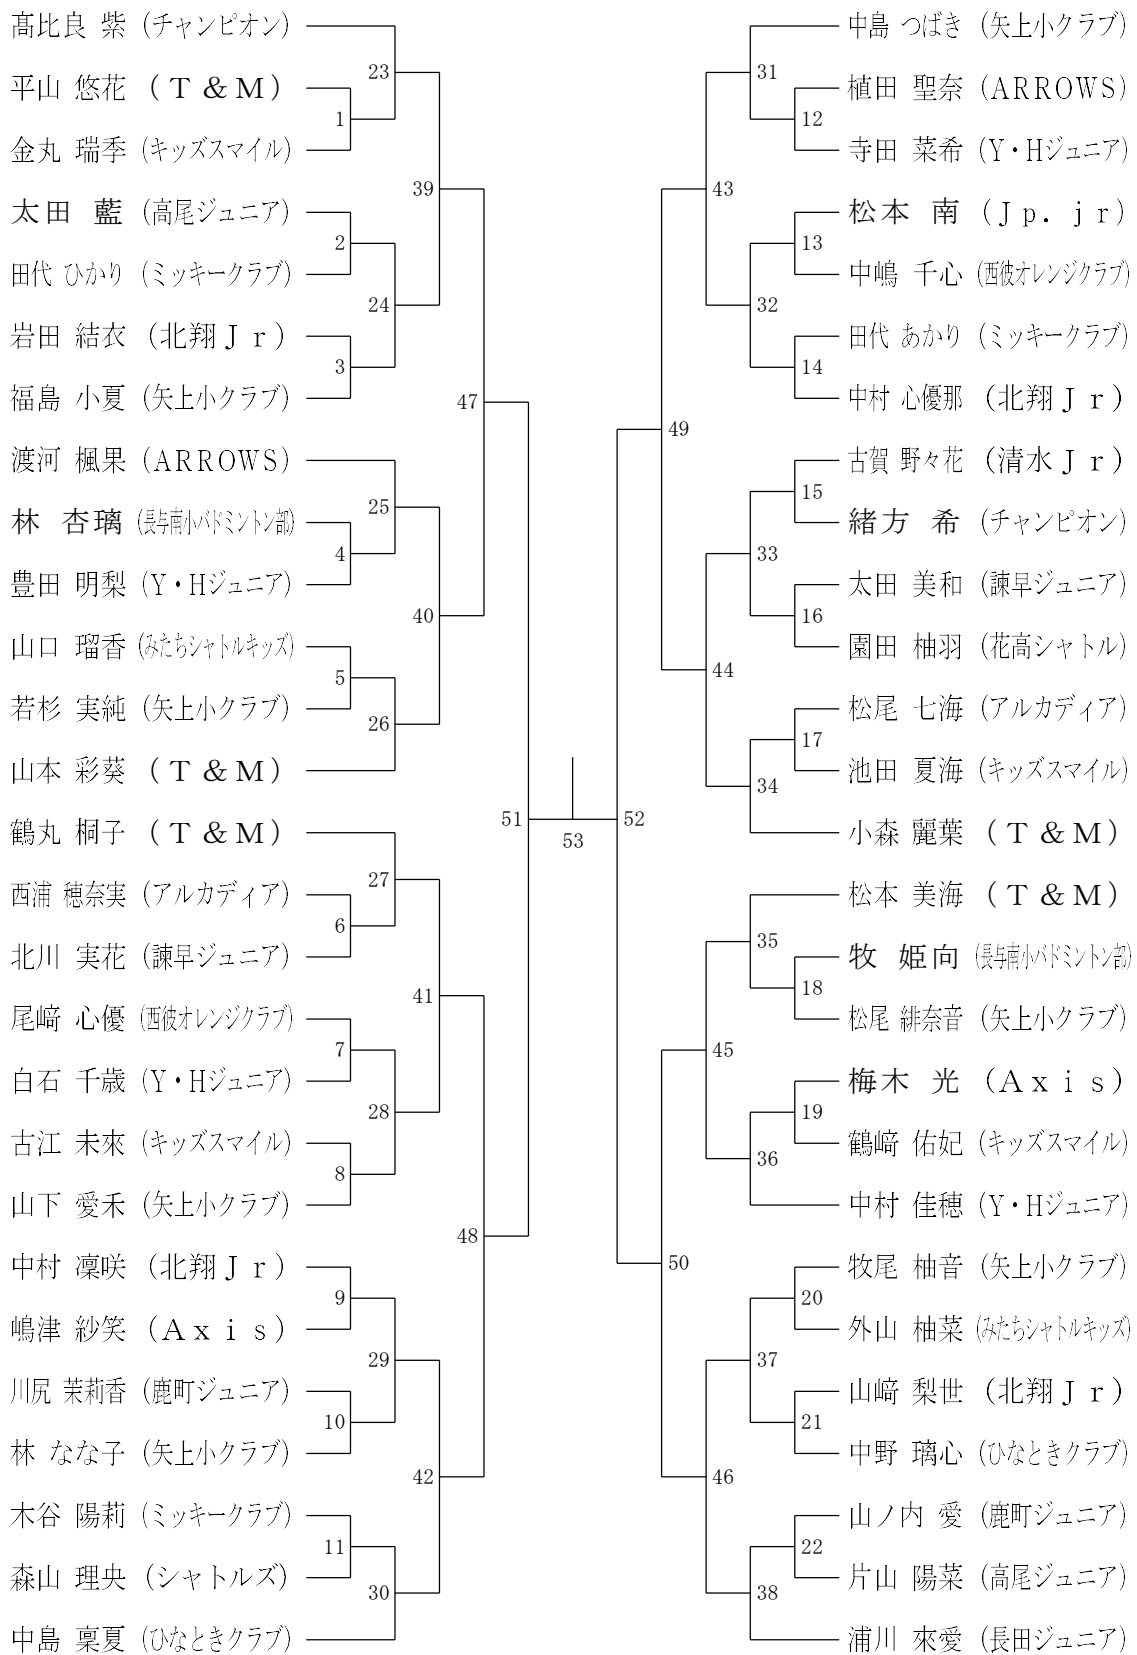 髙比良 紫 (チャンピオン)
平山 悠花 (Ｔ＆Ｍ)
金丸 瑞季 (キッズスマイル)
太田 藍 (高尾ジュニア)
田代 ひかり (ミッキークラブ)
岩田 結衣 (北翔Ｊｒ)
福島 小夏 (矢上小クラブ)
渡河 楓果 (ARROWS)
林 杏璃 (長与南小バドミントン部)
豊田 明梨 (Y・Hジュニア)
山口 瑠香 (みたちシャトルキッズ)
若杉 実純 (矢上小クラブ)
山本 彩葵 (Ｔ＆Ｍ)
鶴丸 桐子 (Ｔ＆Ｍ)
西浦 穂奈実 (アルカディア)
北川 実花 (諫早ジュニア)
尾﨑 心優 (西彼オレンジクラブ)
白石 千歳 (Y・Hジュニア)
古江 未來 (キッズスマイル)
山下 愛禾 (矢上小クラブ)
中村 凜咲 (北翔Ｊｒ)
嶋津 紗笑 (Ａｘｉｓ)
川尻 茉莉香 (鹿町ジュニア)
林 なな子 (矢上小クラブ)
木谷 陽莉 (ミッキークラブ)
森山 理央 (シャトルズ)
中島 稟夏 (ひなときクラブ)
1
2
3
4
5
6
7
8
9
10
11
23
24
25
26
27
28
29
30
39
40
41
42
47
48
51
53
52
49
50
43
44
45
46
31
32
33
34
35
36
37
38
12
13
14
15
16
17
18
19
20
21
22
中島 つばき (矢上小クラブ)
植田 聖奈 (ARROWS)
寺田 菜希 (Y・Hジュニア)
松本 南 (Ｊｐ．ｊｒ)
中嶋 千心 (西彼オレンジクラブ)
田代 あかり (ミッキークラブ)
中村 心優那 (北翔Ｊｒ)
古賀 野々花 (清水Ｊｒ)
緒方 希 (チャンピオン)
太田 美和 (諫早ジュニア)
園田 柚羽 (花高シャトル)
松尾 七海 (アルカディア)
池田 夏海 (キッズスマイル)
小森 麗葉 (Ｔ＆Ｍ)
松本 美海 (Ｔ＆Ｍ)
牧 姫向 (長与南小バドミントン部)
松尾 緋奈音 (矢上小クラブ)
梅木 光 (Ａｘｉｓ)
鶴﨑 佑妃 (キッズスマイル)
中村 佳穂 (Y・Hジュニア)
牧尾 柚音 (矢上小クラブ)
外山 柚菜 (みたちシャトルキッズ)
山﨑 梨世 (北翔Ｊｒ)
中野 璃心 (ひなときクラブ)
山ノ内 愛 (鹿町ジュニア)
片山 陽菜 (高尾ジュニア)
浦川 來愛 (長田ジュニア)